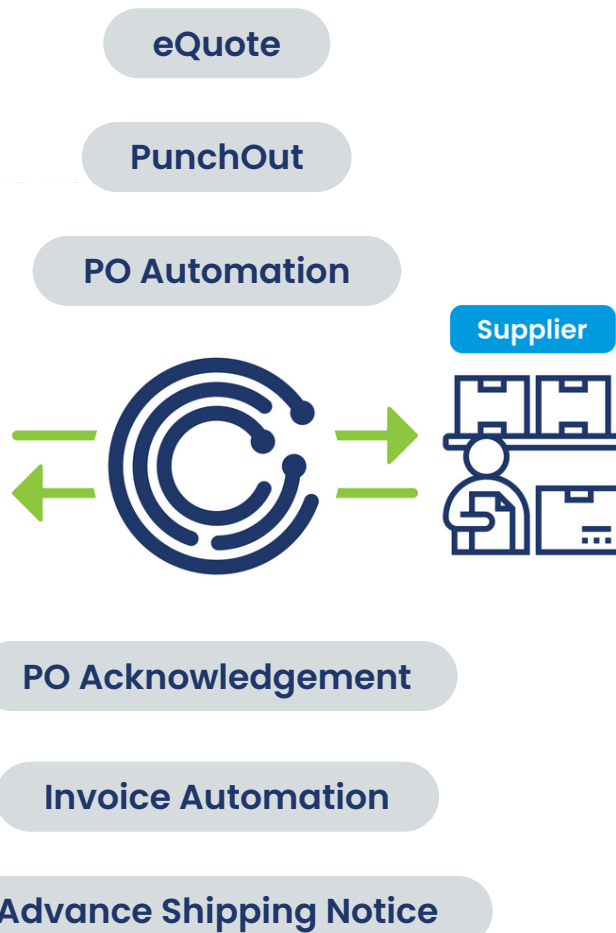 eQuote
PunchOut
PO Automation
Supplier
PO Acknowledgement
Invoice Automation
Advance Shipping Notice